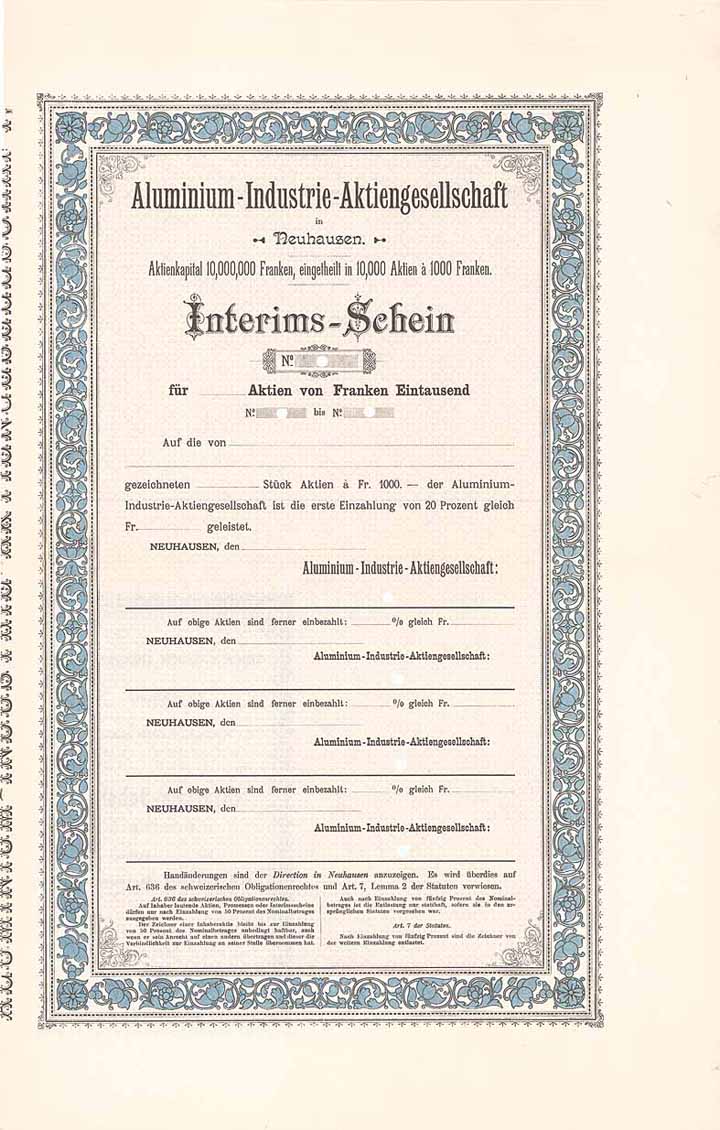 Aluminium-Industrie-Aktiengesellschaft
in
Neuhausen.
Aktienkapital 10,000,000 Franken, eingetheilt in 10,000 Aktien à 1000 Franken.
Interims-Schein
No.
für Aktien von Franken Eintausend
No. bis No.
Auf die von
gezeichneten Stück Aktien à Fr. 1000. — der Aluminium-
Industrie-Aktiengesellschaft ist die erste Einzahlung von 20 Prozent gleich
Fr. geleistet.
NEUHAUSEN, den
Aluminium-Industrie-Aktiengesellschaft:
Auf obige Aktien sind ferner einbezahlt: % gleich Fr.
NEUHAUSEN, den
Aluminium-Industrie-Aktiengesellschaft:
Auf obige Aktien sind ferner einbezahlt: % gleich Fr.
NEUHAUSEN, den
Aluminium-Industrie-Aktiengesellschaft:
Auf obige Aktien sind ferner einbezahlt: % gleich Fr.
NEUHAUSEN, den
Aluminium-Industrie-Aktiengesellschaft:
Handänderungen sind der Direction in Neuhausen anzuzeigen. Es wird überdies auf
Art. 636 des schweizerischen Obligationenrechtes und Art. 7, Lemma 2 der Statuten verwiesen.
Art. 636 des schweizerischen Obligationenrechtes.
Auf Inhaber lautende Aktien, Promessen oder Interimsscheine
dürfen nur nach Einzahlung von 50 Prozent des Nominalbetrages
ausgegeben werden.
Der Zeichner einer Inhaberaktie bleibt bis zur Einzahlung
von 50 Prozent des Nominalbetrages unbedingt haftbar, auch
wenn er sein Anrecht auf einen andern übertragen und dieser die
Verbindlichkeit zur Einzahlung an seiner Stelle übernommen hat.
Auch nach Einzahlung von fünfzig Prozent des Nominal-
betrages ist die Entlastung nur statthaft, sofern sie in den ur-
sprünglichen Statuten vorgesehen war.
Art. 7 der Statuten.
Nach Einzahlung von fünfzig Prozent sind die Zeichner von
der weitern Einzahlung entlastet.